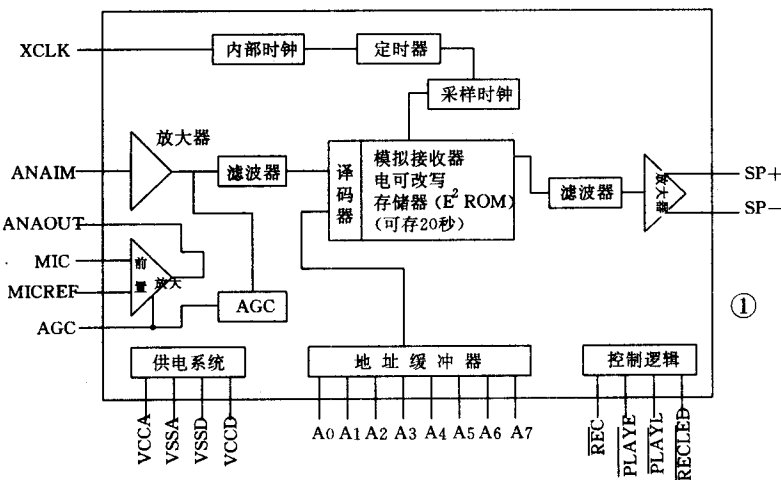 XCLK
内部时钟
定时器
采样时钟
放大器
ANAIM
滤波器
译码器
模拟接收器
电可改写
存储器(E² ROM)
(可存20秒)
滤波器
放大器
SP+
SP−
ANAOUT
MIC
前置放大
MICREF
AGC
AGC
①
供电系统
地址缓冲器
控制逻辑
VCCA
VSSA
VSSD
VCCD
A0 A1 A2 A3 A4 A5 A6 A7
REC
PLAYE
PLAYL
RECLED